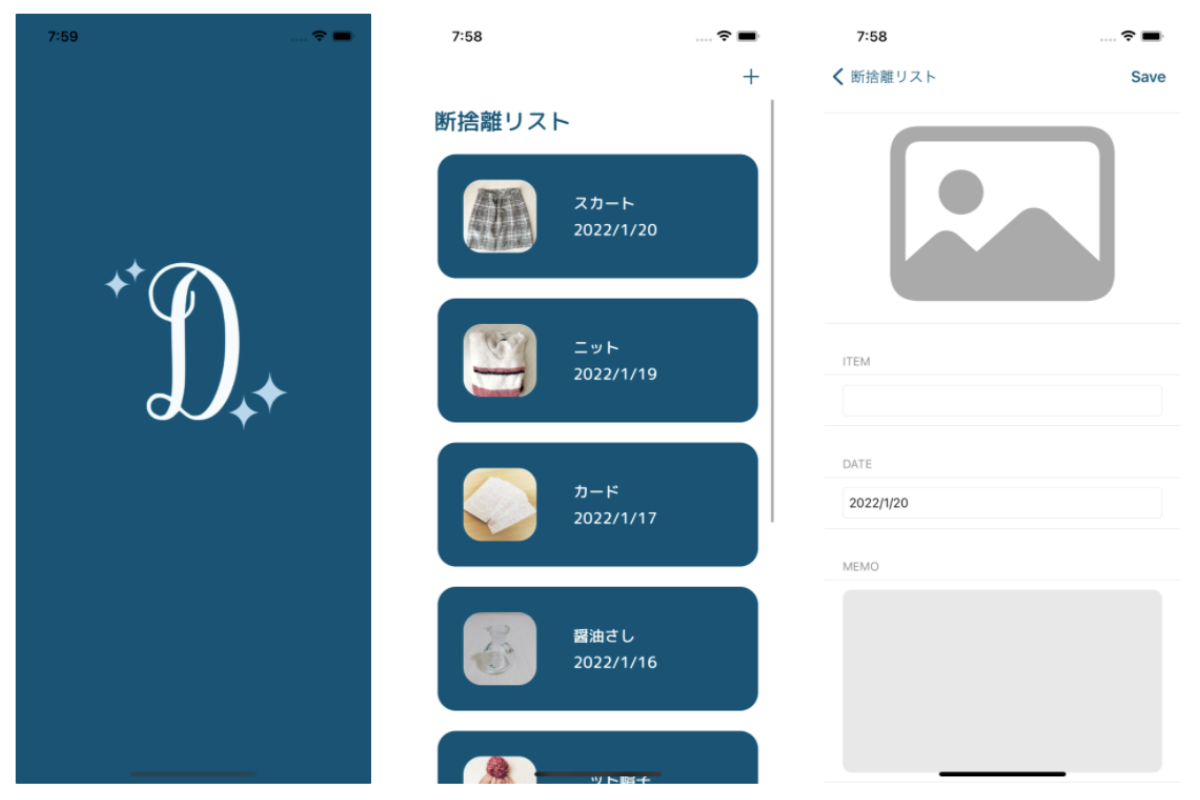 7:59
D
7:58
+
断捨離リスト
スカート
2022/1/20
ニット
2022/1/19
カード
2022/1/17
醤油さし
2022/1/16
7:58
断捨離リスト
Save
ITEM
DATE
2022/1/20
MEMO